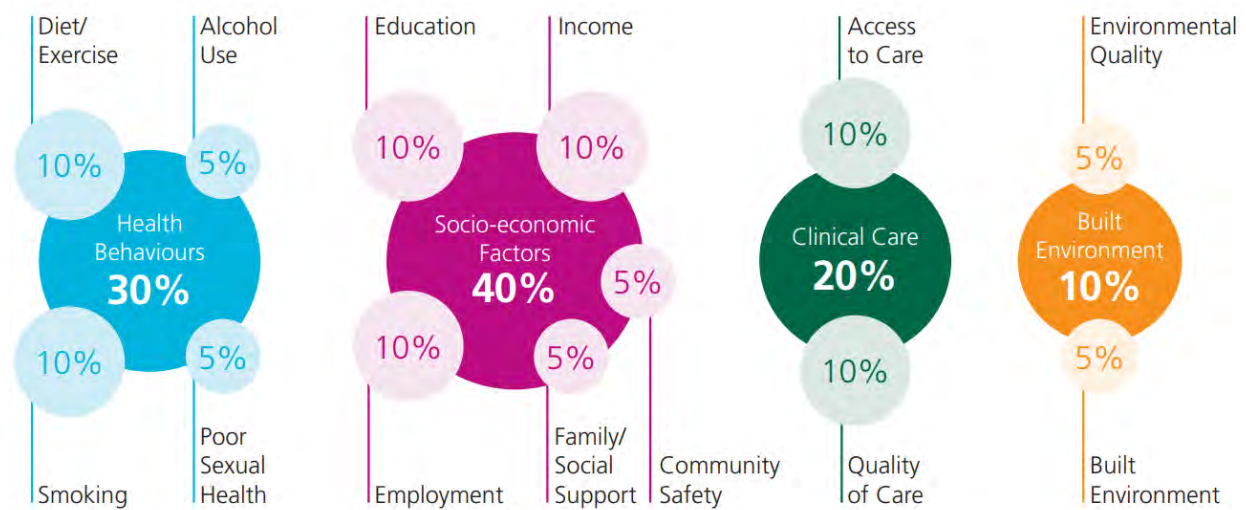 Diet/
Exercise
Alcohol
Use
10%
5%
Health
Behaviours
30%
10%
5%
Smoking
Poor
Sexual
Health
Education
Income
10%
10%
Socio-economic
Factors
40%
5%
10%
5%
Employment
Family/
Social
Support
Community
Safety
Access
to Care
10%
Clinical Care
20%
10%
Quality
of Care
Environmental
Quality
5%
Built
Environment
10%
5%
Built
Environment